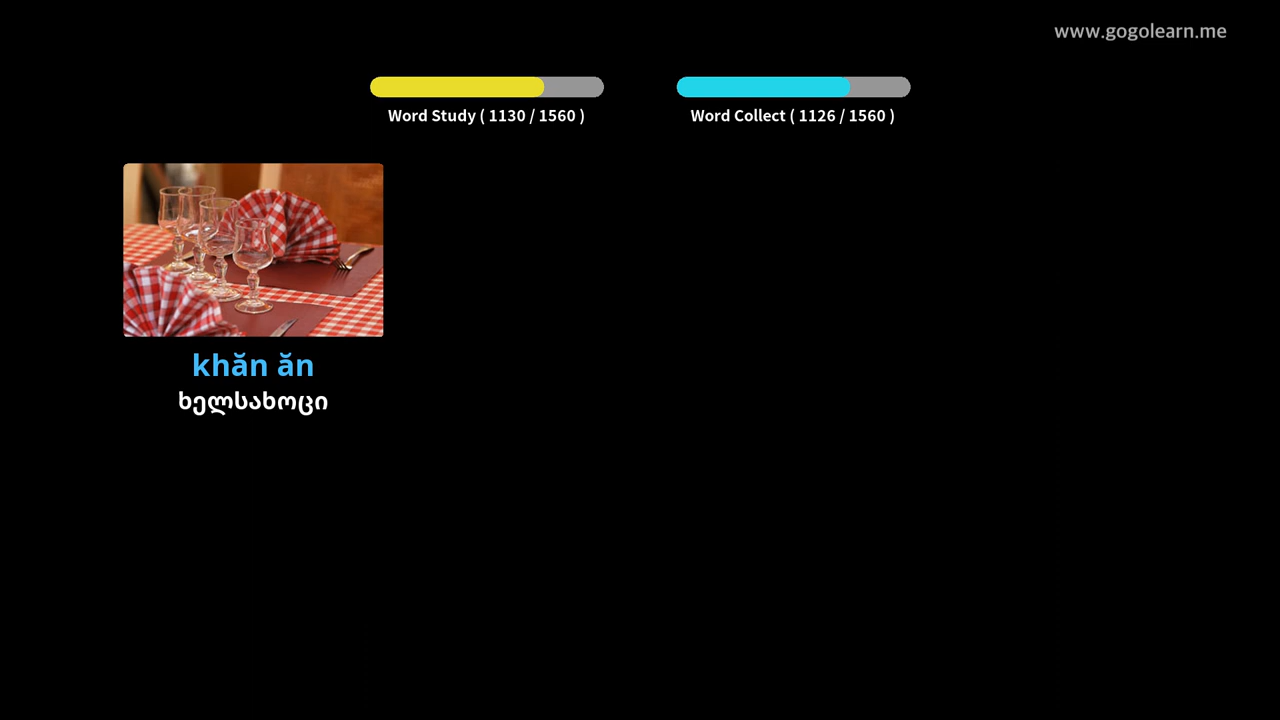 www.gogolearn.me
Word Study ( 1130 / 1560 )
Word Collect ( 1126 / 1560 )
khăn ăn
ხელსახოცი